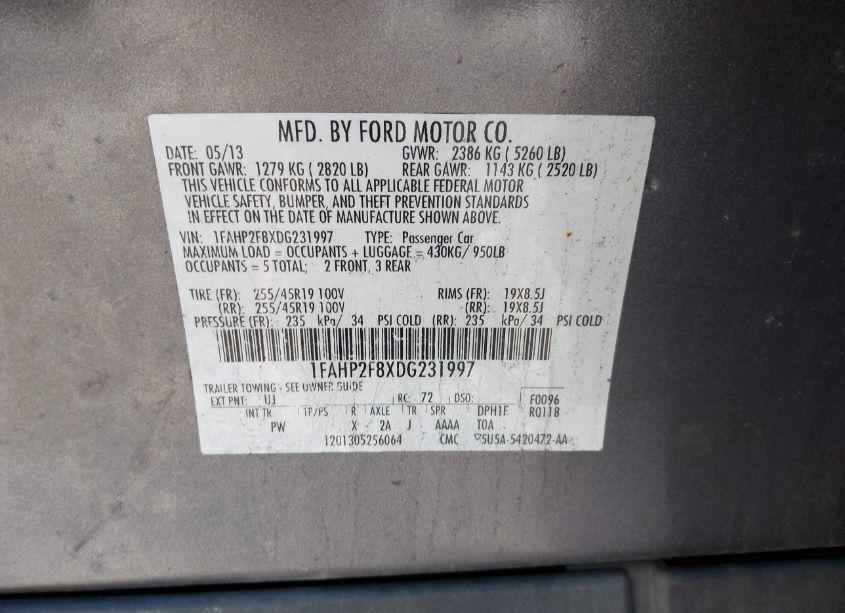 MFD. BY FORD MOTOR CO.
DATE: 05/13 GVWR: 2386 KG ( 5260 LB)
FRONT GAWR: 1279 KG ( 2820 LB) REAR GAWR: 1143 KG ( 2520 LB)
THIS VEHICLE CONFORMS TO ALL APPLICABLE FEDERAL MOTOR
VEHICLE SAFETY, BUMPER, AND THEFT PREVENTION STANDARDS
IN EFFECT ON THE DATE OF MANUFACTURE SHOWN ABOVE.
VIN: 1FAHP2F8XDG231997 TYPE: Passenger Car
MAXIMUM LOAD = OCCUPANTS + LUGGAGE = 430KG/ 950LB
OCCUPANTS = 5 TOTAL; 2 FRONT, 3 REAR
TIRE (FR): 255/45R19 100V RIMS (FR): 19X8.5J
(RR): 255/45R19 100V (RR): 19X8.5J
PRESSURE (FR): 235 kPa/ 34 PSI COLD (RR): 235 kPa/ 34 PSI COLD
1FAHP2F8XDG231997
TRAILER TOWING - SEE OWNER GUIDE
EXT PNT: UJ RC: 72 DSO: F0096
INT TR TP/PS R AXLE TR SPR DPHIF RQ118
PW X 2A J AAAA TOA
1201305256064 CMC 5U5A-5420472-AA